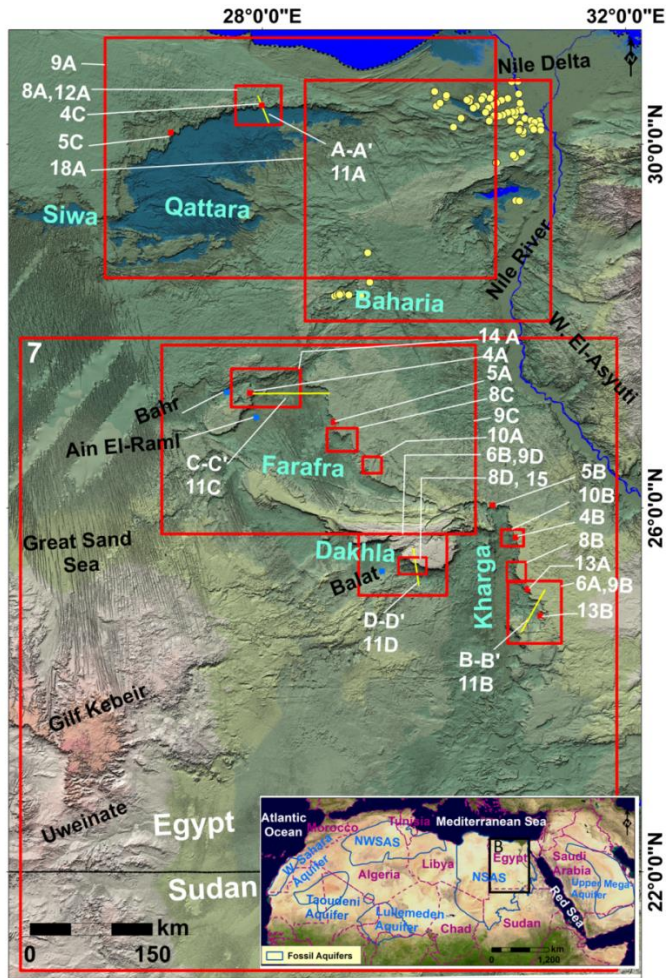 28°0'0"E
32°0'0"E
9A
8A,12A
4C
5C
18A
A-A'
11A
Nile Delta
30°0'0"N
Siwa
Qattara
Nile River
Baharia
W. El-Asyuti
7
14 A
4A
5A
8C
9C
10A
6B,9D
8D, 15
Bahr
Ain El-Raml
C-C'
11C
Farafra
5B
10B
4B
8B
13A
6A,9B
13B
26°0'0"N
Great Sand
Sea
Dakhla
Balat
Kharga
D-D'
11D
B-B'
11B
Gilf Kebeir
Uweinate
Egypt
Sudan
22°0'0"N
km
0
150
Atlantic
Ocean
Morocco
Tunisia
Mediterranean Sea
B
NWSAS
W. Sahara
Aquifer
Algeria
Libya
Egypt
NSAS
Saudi
Arabia
Upper Mega-
Aquifer
Red Sea
Taoudeni
Aquifer
Lullemedeh
Aquifer
Chad
Sudan
Fossil Aquifers
km
0
1,200